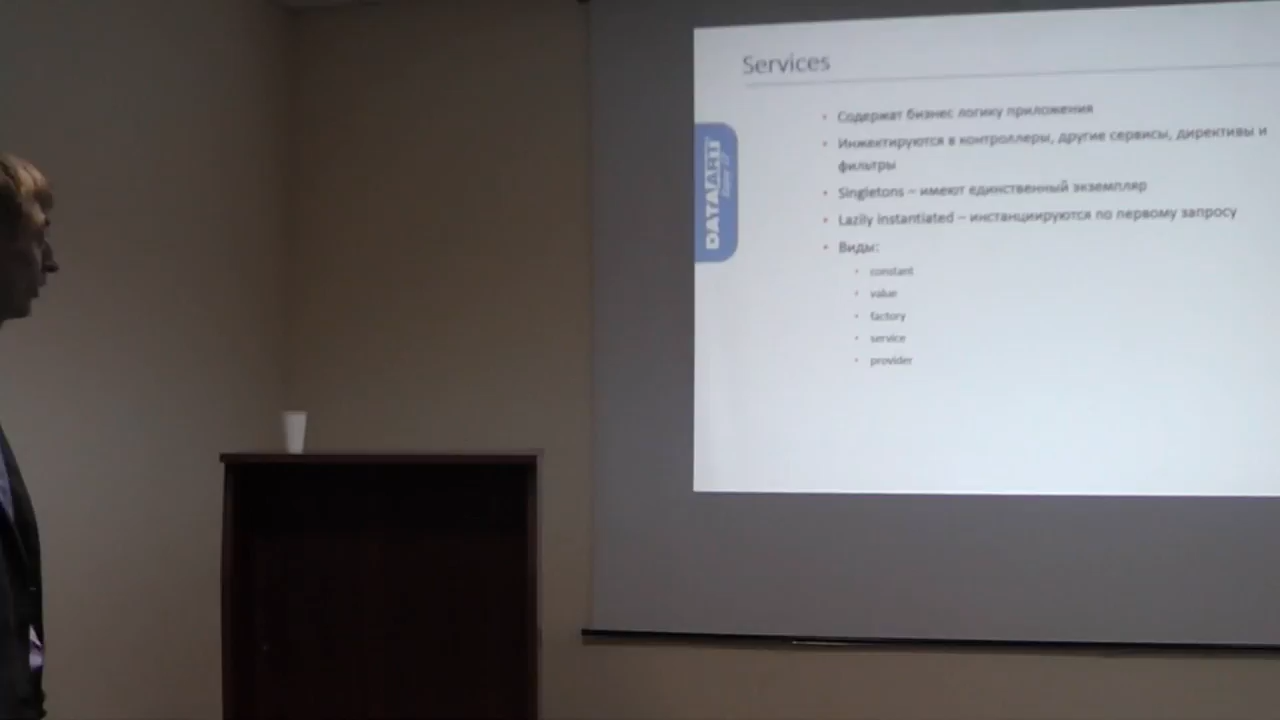 Services
Содержат бизнес логику приложения
Инжектируются в контроллеры, другие сервисы, директивы и
фильтры
Singletons – имеют единственный экземпляр
Lazily instantiated – инстанциируются по первому запросу
Виды:
constant
value
factory
service
provider
DATAART